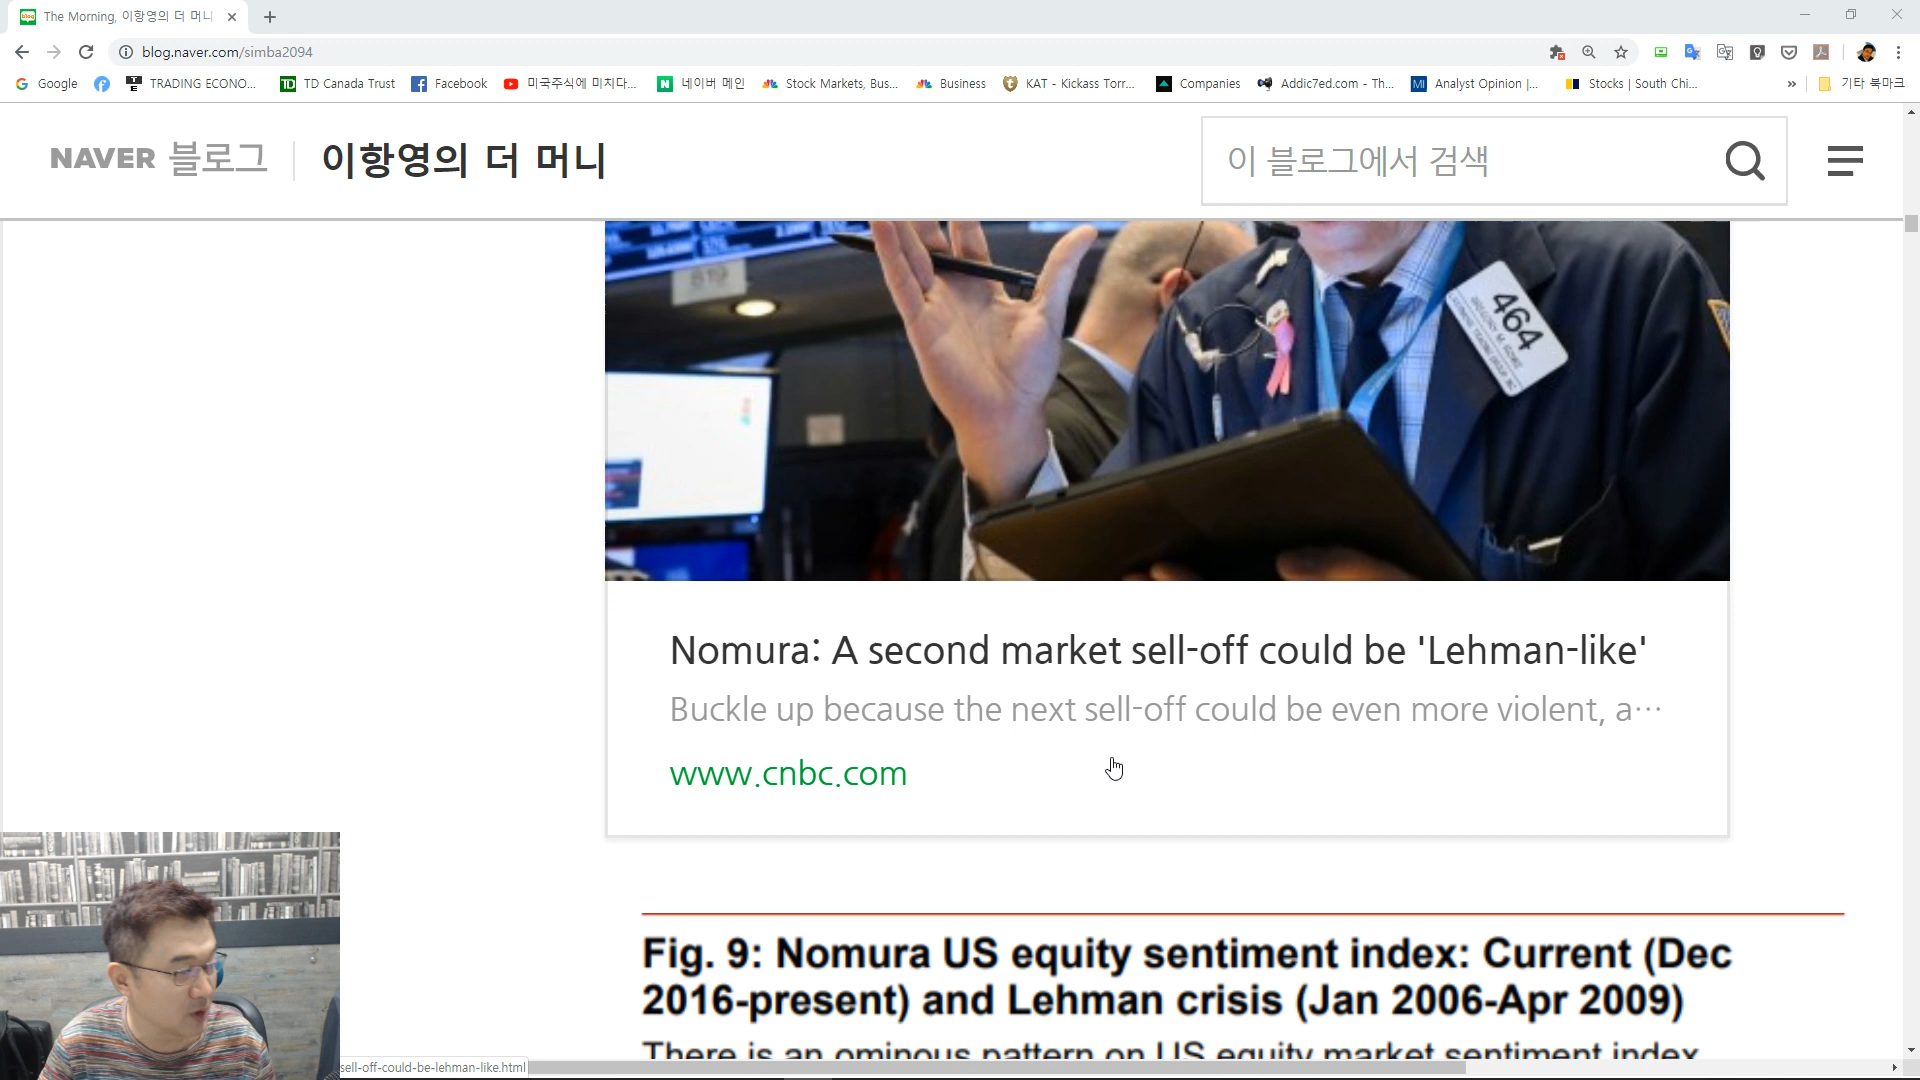 The Morning, 이항영의 더 머니
blog.naver.com/simba2094
Google
TRADING ECONO...
TD Canada Trust
Facebook
미국주식에 미치다...
네이버 메인
Stock Markets, Bus...
Business
KAT - Kickass Torr...
Companies
Addic7ed.com - Th...
Analyst Opinion |...
Stocks | South Chi...
»
기타 북마크
NAVER 블로그
이항영의 더 머니
이 블로그에서 검색
819
464
Nomura: A second market sell-off could be 'Lehman-like'
Buckle up because the next sell-off could be even more violent, a⋯
www.cnbc.com
Fig. 9: Nomura US equity sentiment index: Current (Dec
2016-present) and Lehman crisis (Jan 2006-Apr 2009)
There is an ominous pattern on US equity market sentiment index
sell-off-could-be-lehman-like.html